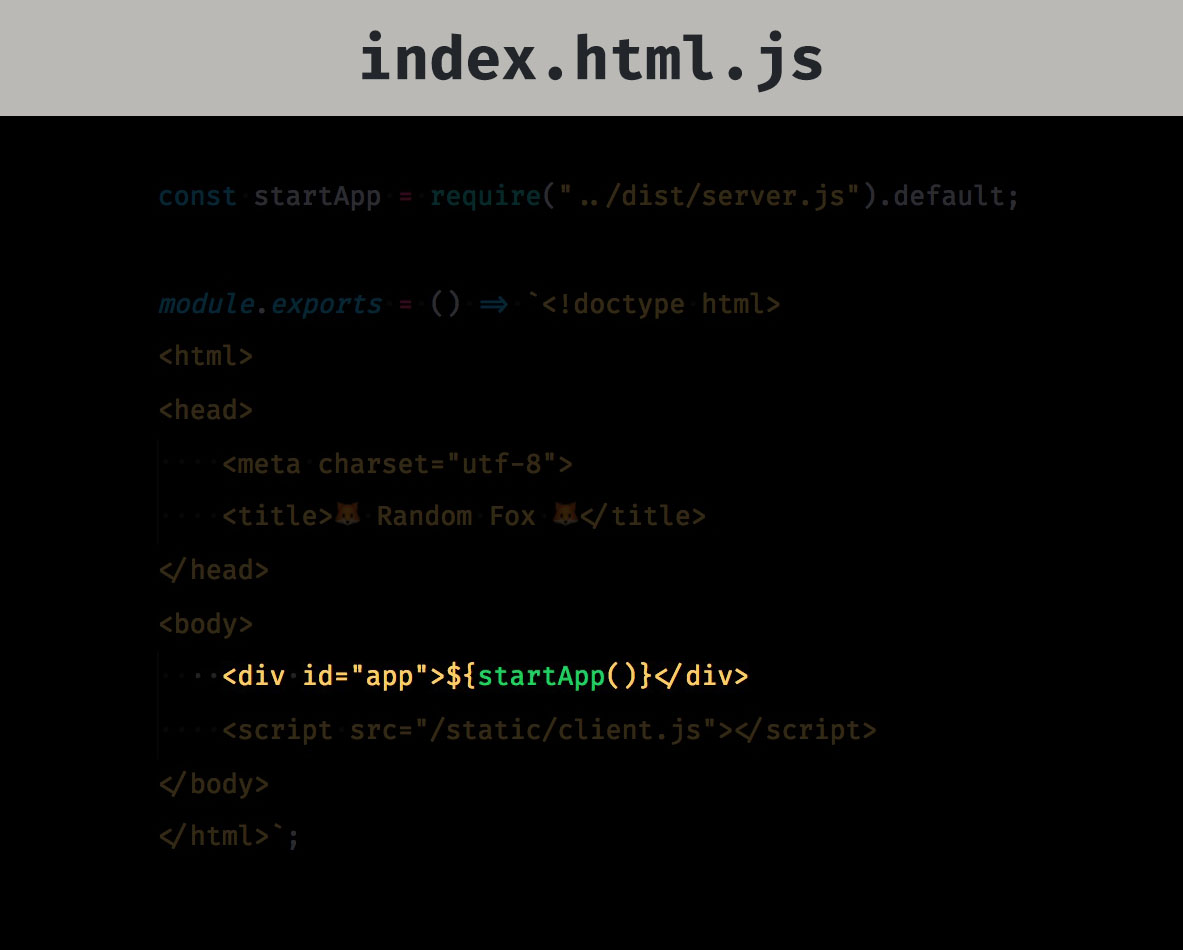 index.html.js
const startApp = require("../dist/server.js").default;
module.exports = () => `<!doctype html>
<html>
<head>
    <meta charset="utf-8">
    <title>🦊 Random Fox 🦊</title>
</head>
<body>
    <div id="app">${startApp()}</div>
    <script src="/static/client.js"></script>
</body>
</html>`;